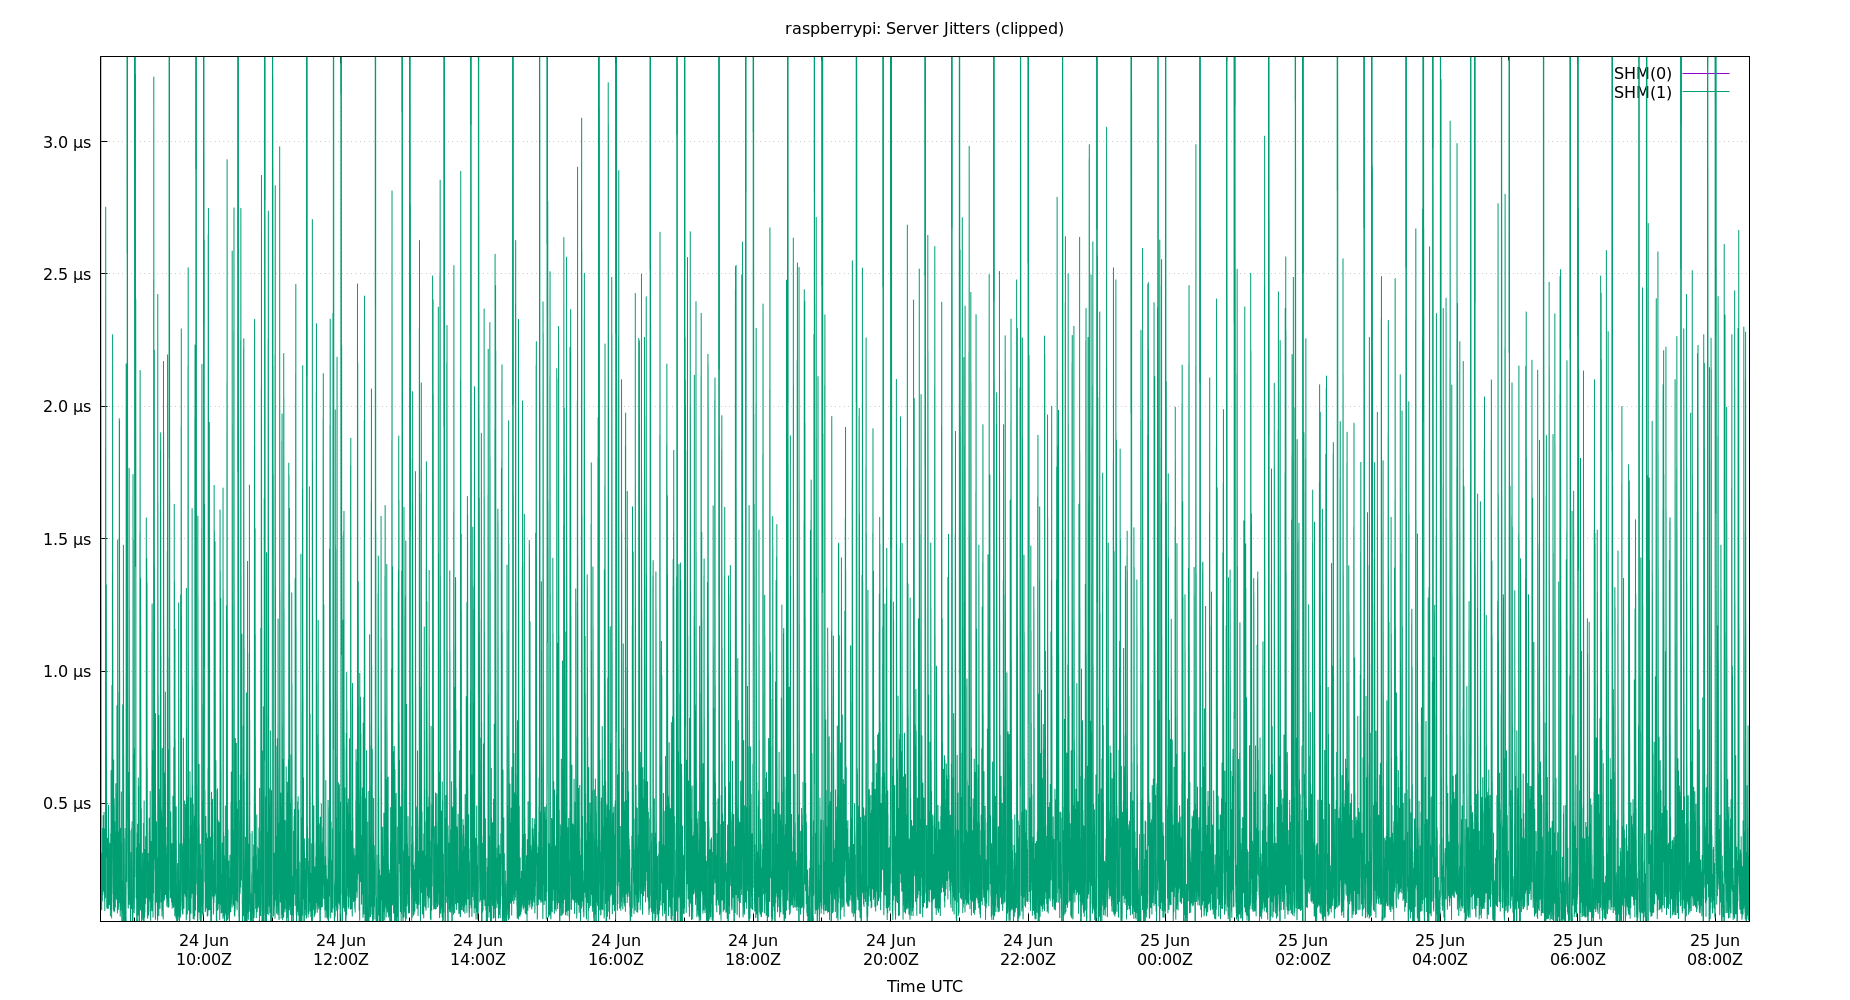 raspberrypi: Server Jitters (clipped)
SHM(0)
SHM(1)
3.0 µs
2.5 µs
2.0 µs
1.5 µs
1.0 µs
0.5 µs
24 Jun 24 Jun 24 Jun 24 Jun 24 Jun 24 Jun 24 Jun 25 Jun 25 Jun 25 Jun 25 Jun 25 Jun
10:00Z 12:00Z 14:00Z 16:00Z 18:00Z 20:00Z 22:00Z 00:00Z 02:00Z 04:00Z 06:00Z 08:00Z
Time UTC